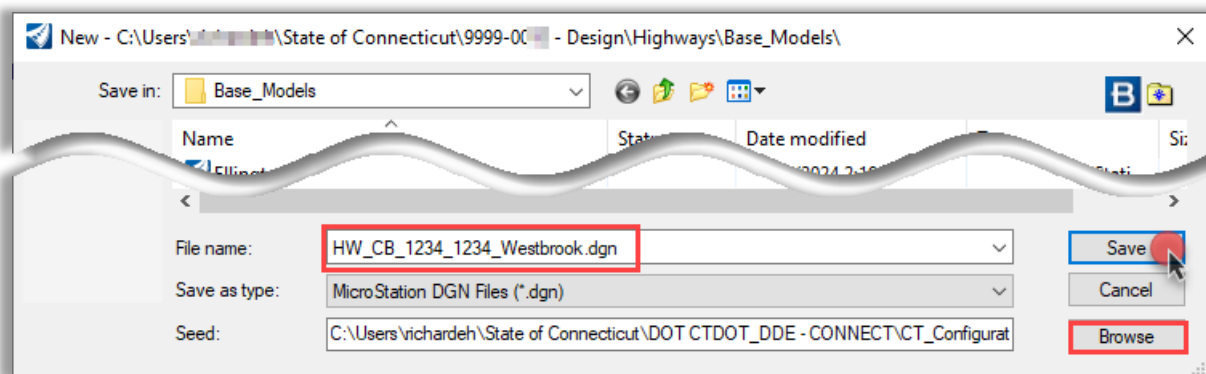 New - C:\Users\ \State of Connecticut\9999-00 - Design\Highways\Base_Models\
Save in: Base_Models
Name Date modified
File name: HW_CB_1234_1234_Westbrook.dgn Save
Save as type: MicroStation DGN Files (*.dgn) Cancel
Seed: C:\Users\richardeh\State of Connecticut\DOT CTDOT_DDE - CONNECT\CT_Configurat Browse